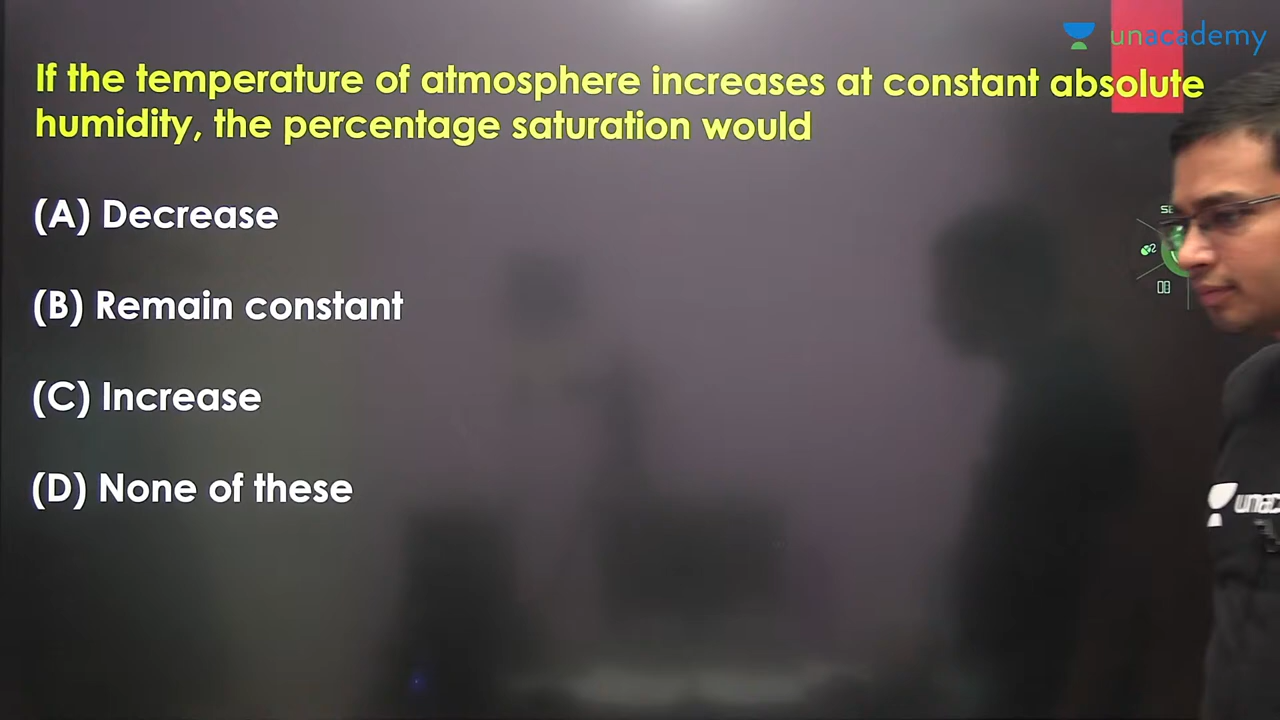 unacademy
If the temperature of atmosphere increases at constant absolute
humidity, the percentage saturation would
(A) Decrease
(B) Remain constant
(C) Increase
(D) None of these